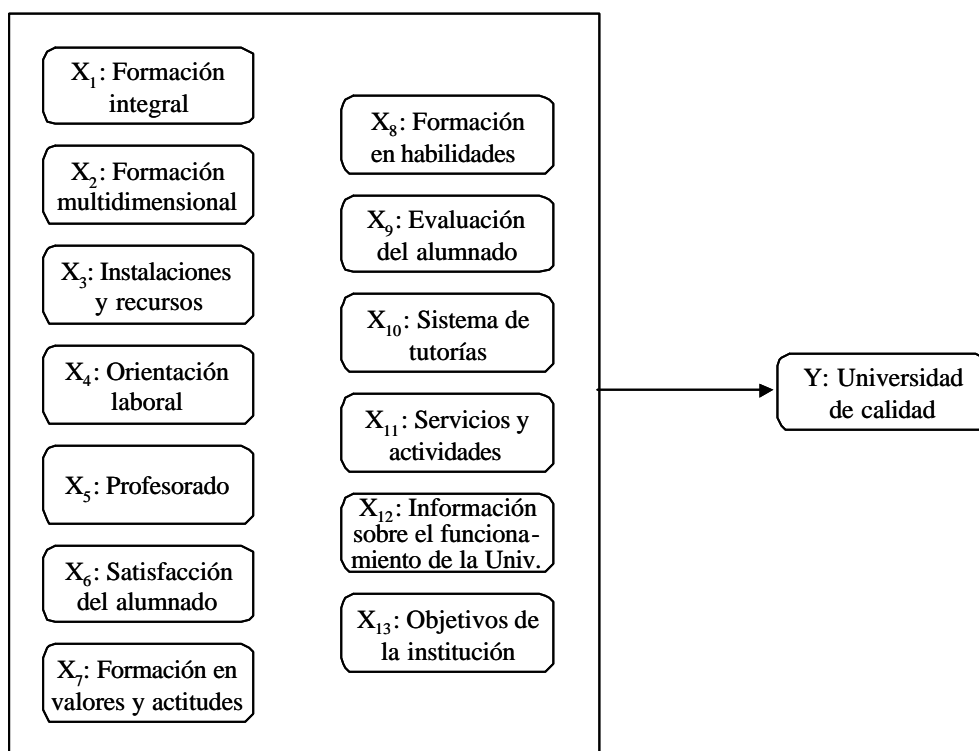 X₁: Formación
integral
X₂: Formación
multidimensional
X₃: Instalaciones
y recursos
X₄: Orientación
laboral
X₅: Profesorado
X₆: Satisfacción
del alumnado
X₇: Formación en
valores y actitudes
X₈: Formación
en habilidades
X₉: Evaluación
del alumnado
X₁₀: Sistema de
tutorías
X₁₁: Servicios y
actividades
X₁₂: Información
sobre el funciona-
miento de la Univ.
X₁₃: Objetivos de
la institución
Y: Universidad
de calidad